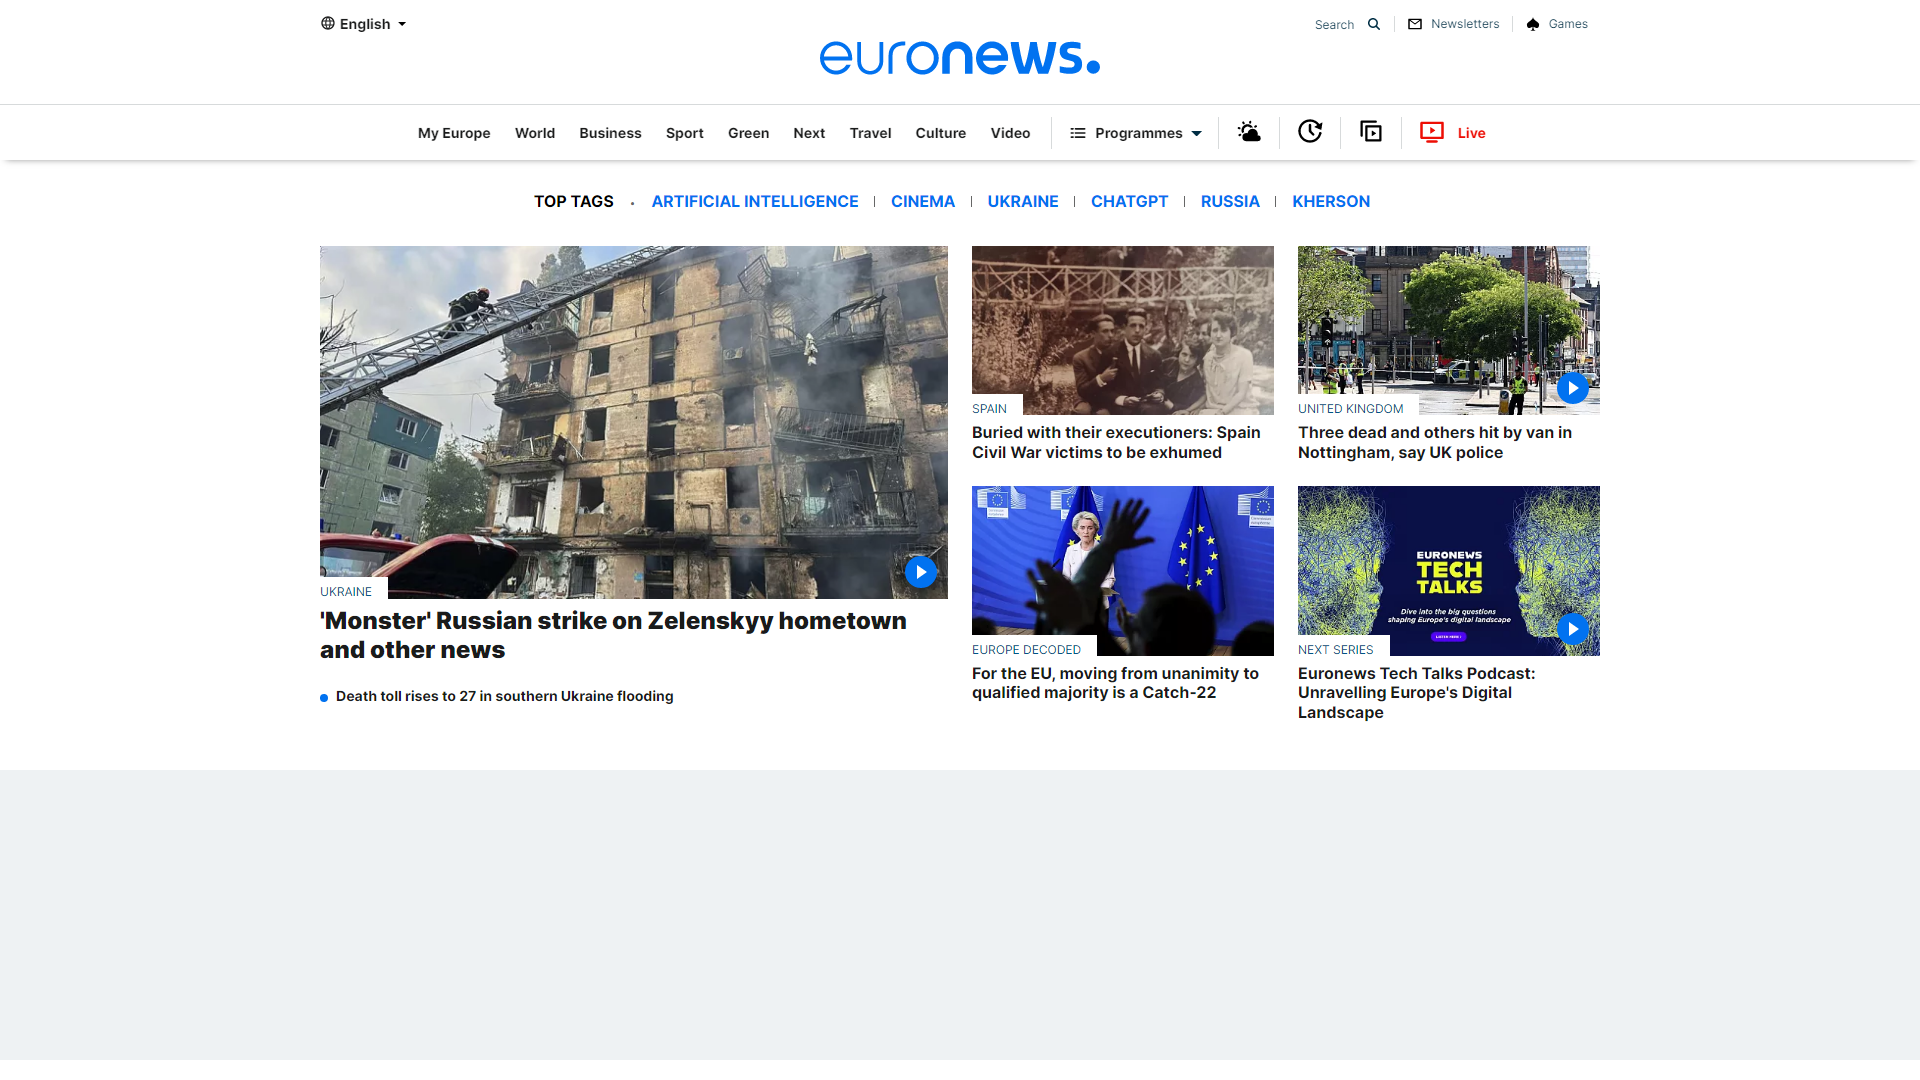 English
Search
Newsletters
Games
euronews.
My Europe
World
Business
Sport
Green
Next
Travel
Culture
Video
Programmes
Live
TOP TAGS
ARTIFICIAL INTELLIGENCE
CINEMA
UKRAINE
CHATGPT
RUSSIA
KHERSON
UKRAINE
'Monster' Russian strike on Zelenskyy hometown
and other news
Death toll rises to 27 in southern Ukraine flooding
SPAIN
Buried with their executioners: Spain
Civil War victims to be exhumed
UNITED KINGDOM
Three dead and others hit by van in
Nottingham, say UK police
EUROPE DECODED
For the EU, moving from unanimity to
qualified majority is a Catch-22
EURONEWS
TECH
TALKS
Dive into the big questions
shaping Europe's digital landscape
NEXT SERIES
Euronews Tech Talks Podcast:
Unravelling Europe's Digital
Landscape